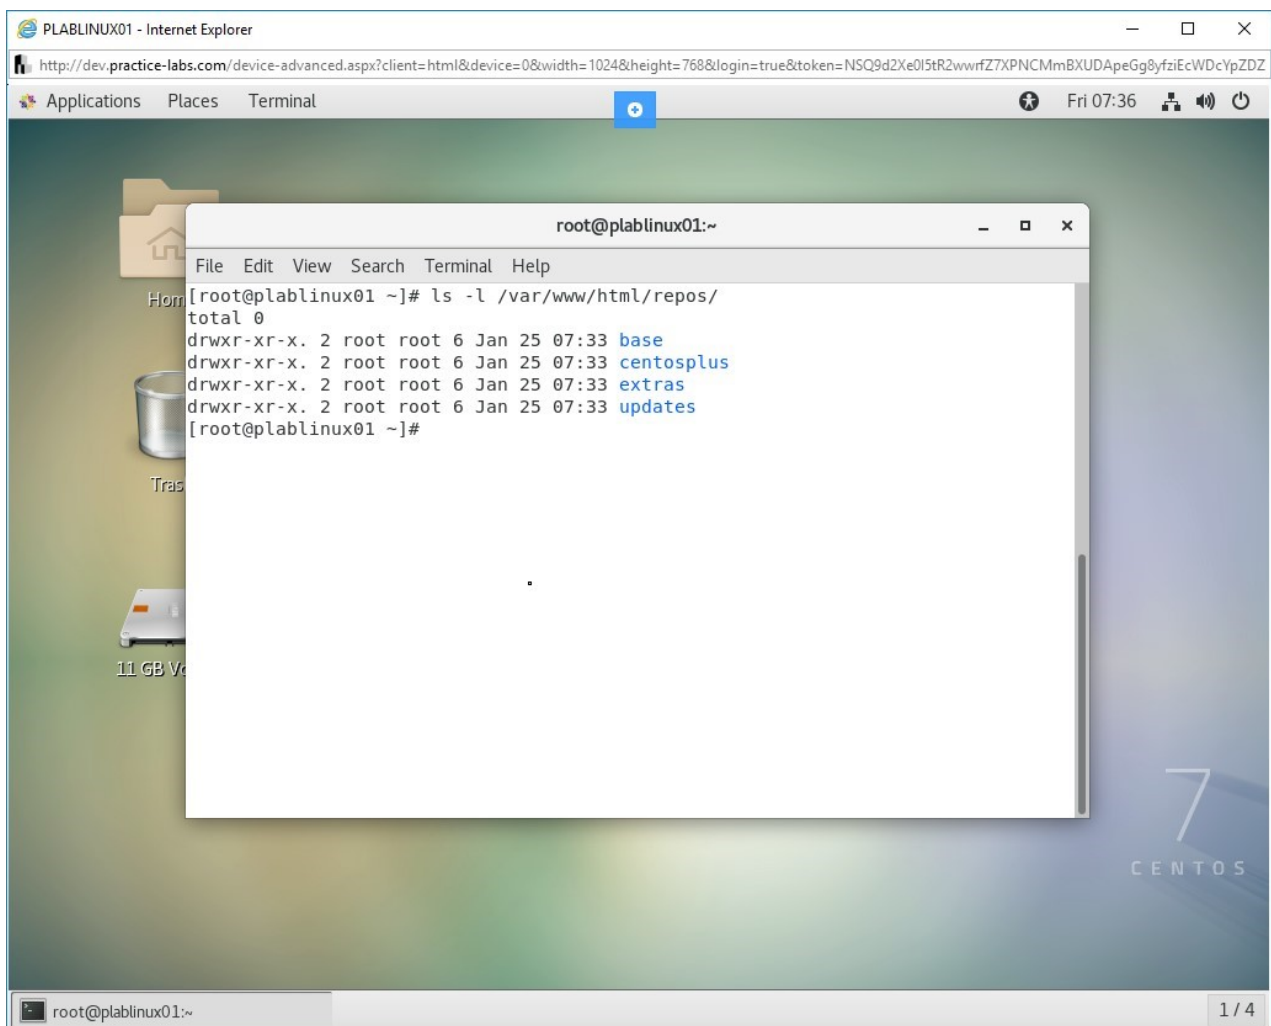 PLABLINUX01 - Internet Explorer
http://dev.practice-labs.com/device-advanced.aspx?client=html&device=0&width=1024&height=768&login=true&token=NSQ9d2Xe0I5tR2wwrfZ7XPNCMmBXUDApeGg8yfziEcWDcYpZDZ
Applications Places Terminal Fri 07:36
root@plablinux01:~
File Edit View Search Terminal Help
[root@plablinux01 ~]# ls -l /var/www/html/repos/
total 0
drwxr-xr-x. 2 root root 6 Jan 25 07:33 base
drwxr-xr-x. 2 root root 6 Jan 25 07:33 centosplus
drwxr-xr-x. 2 root root 6 Jan 25 07:33 extras
drwxr-xr-x. 2 root root 6 Jan 25 07:33 updates
[root@plablinux01 ~]#
Hom
Tras
11 GB Vo
7
CENTOS
root@plablinux01:~
1 / 4